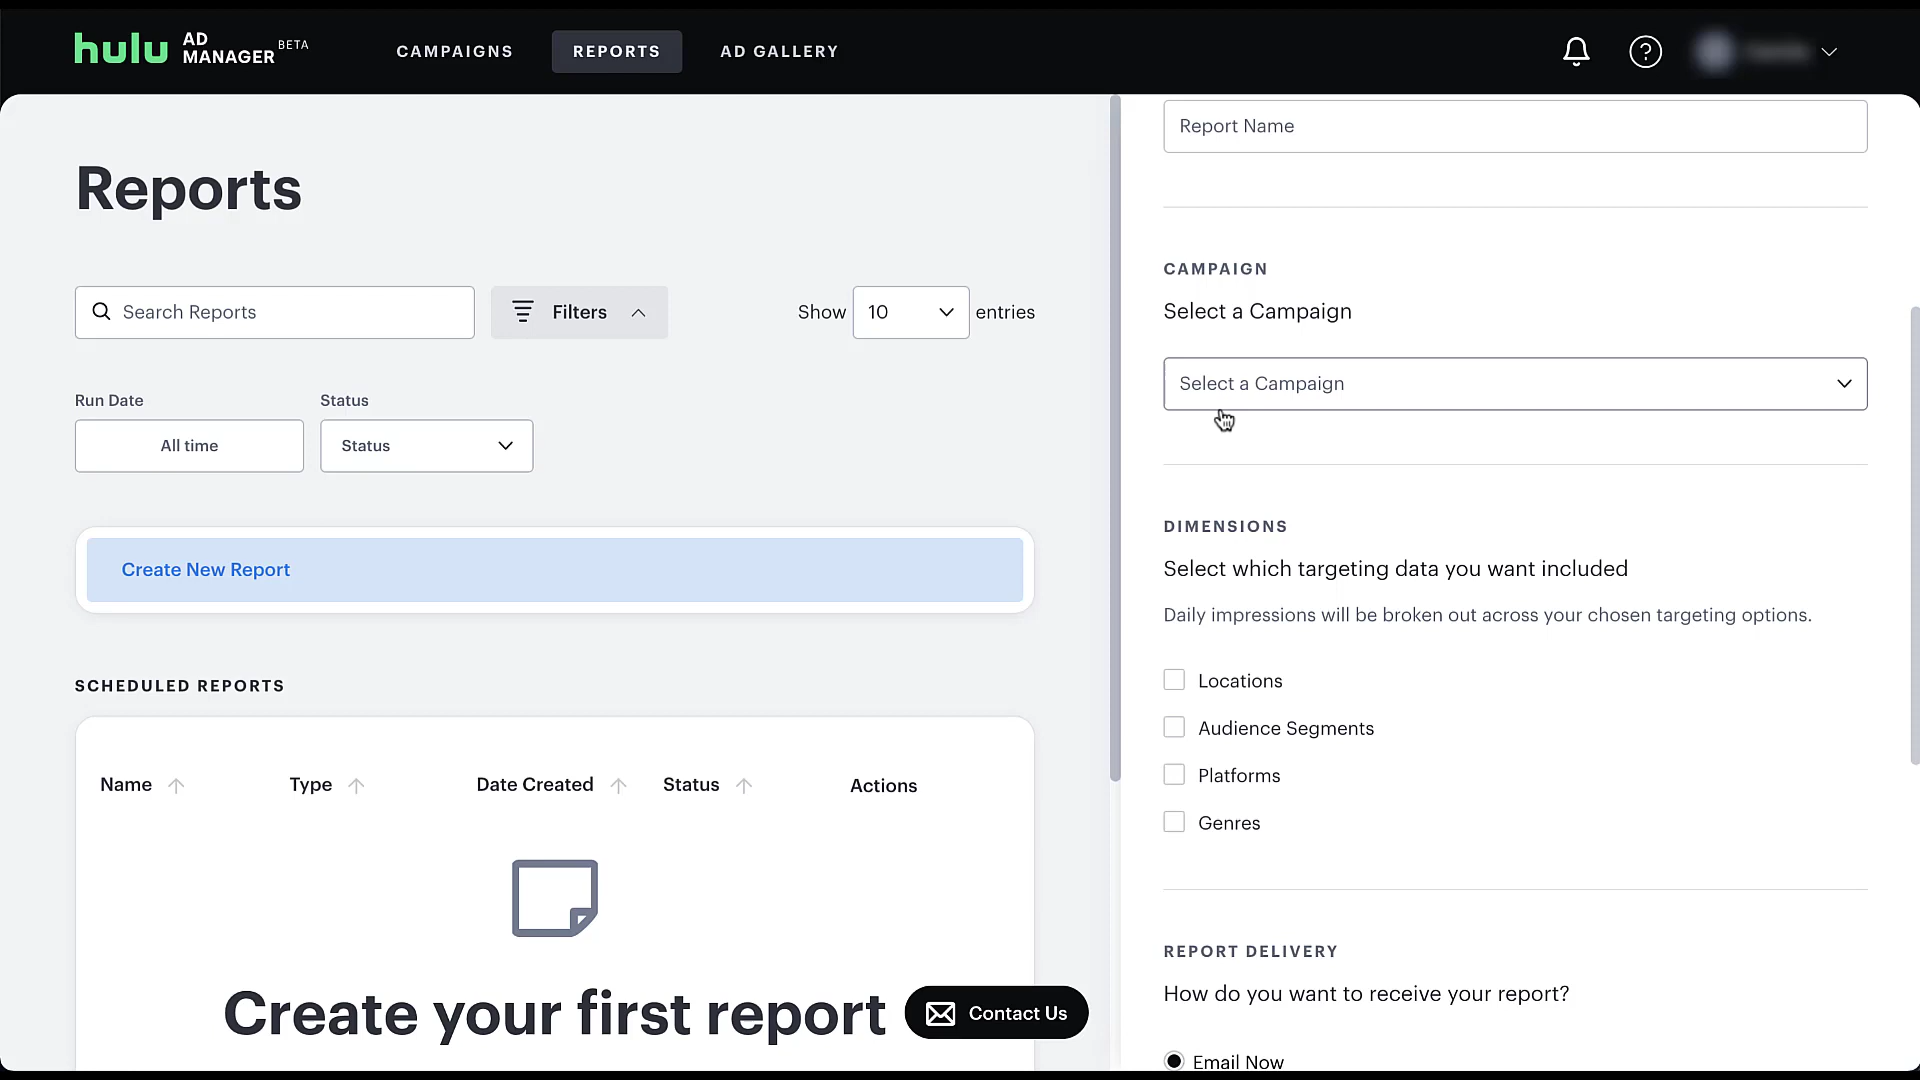 hulu AD MANAGER BETA
CAMPAIGNS
REPORTS
AD GALLERY
Reports
Search Reports
Filters
Show 10 entries
Run Date
Status
All time
Status
Create New Report
SCHEDULED REPORTS
Name
Type
Date Created
Status
Actions
Create your first report
Contact Us
Report Name
CAMPAIGN
Select a Campaign
Select a Campaign
DIMENSIONS
Select which targeting data you want included
Daily impressions will be broken out across your chosen targeting options.
Locations
Audience Segments
Platforms
Genres
REPORT DELIVERY
How do you want to receive your report?
Email Now